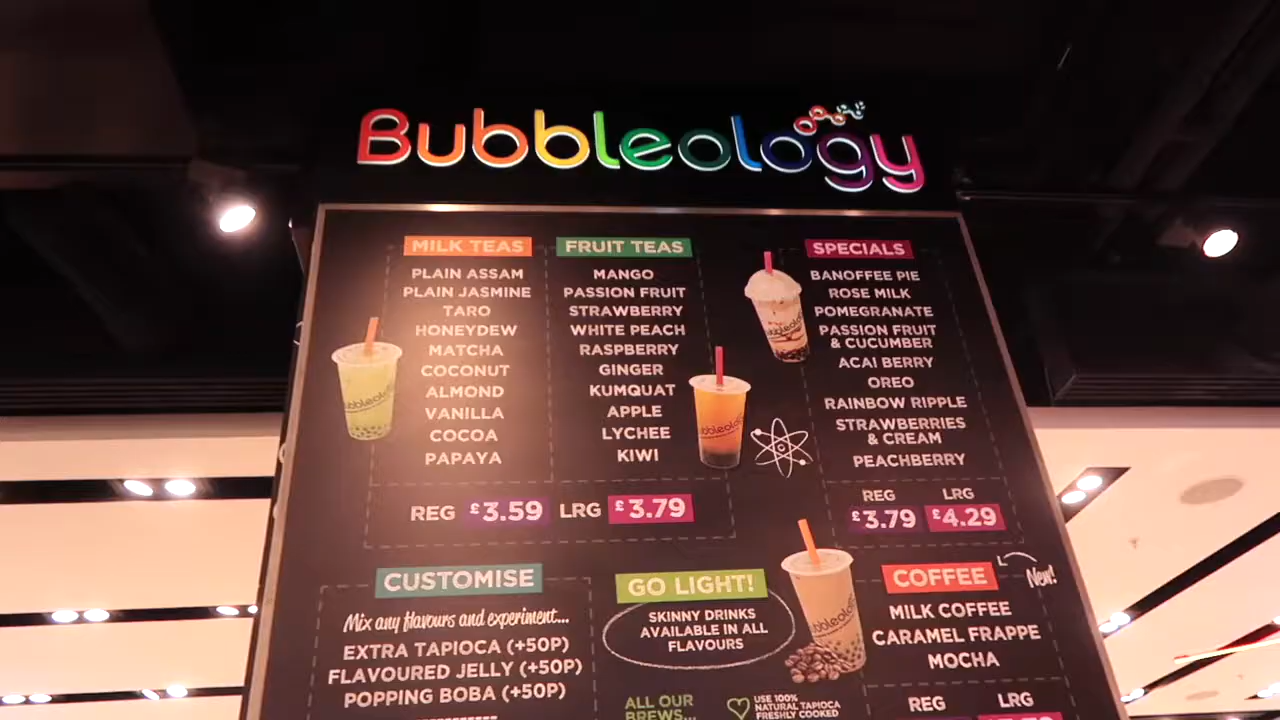 Bubbleology
MILK TEAS
PLAIN ASSAM
PLAIN JASMINE
TARO
HONEYDEW
MATCHA
COCONUT
ALMOND
VANILLA
COCOA
PAPAYA
FRUIT TEAS
MANGO
PASSION FRUIT
STRAWBERRY
WHITE PEACH
RASPBERRY
GINGER
KUMQUAT
APPLE
LYCHEE
KIWI
REG £3.59 LRG £3.79
SPECIALS
BANOFFEE PIE
ROSE MILK
POMEGRANATE
PASSION FRUIT
& CUCUMBER
ACAI BERRY
OREO
RAINBOW RIPPLE
STRAWBERRIES
& CREAM
PEACHBERRY
REG LRG
£3.79 £4.29
CUSTOMISE
Mix any flavours and experiment...
EXTRA TAPIOCA (+50P)
FLAVOURED JELLY (+50P)
POPPING BOBA (+50P)
GO LIGHT!
SKINNY DRINKS
AVAILABLE IN ALL
FLAVOURS
ALL OUR
BREWS...
USE 100%
NATURAL TAPIOCA
FRESHLY COOKED
COFFEE
New!
MILK COFFEE
CARAMEL FRAPPE
MOCHA
REG LRG